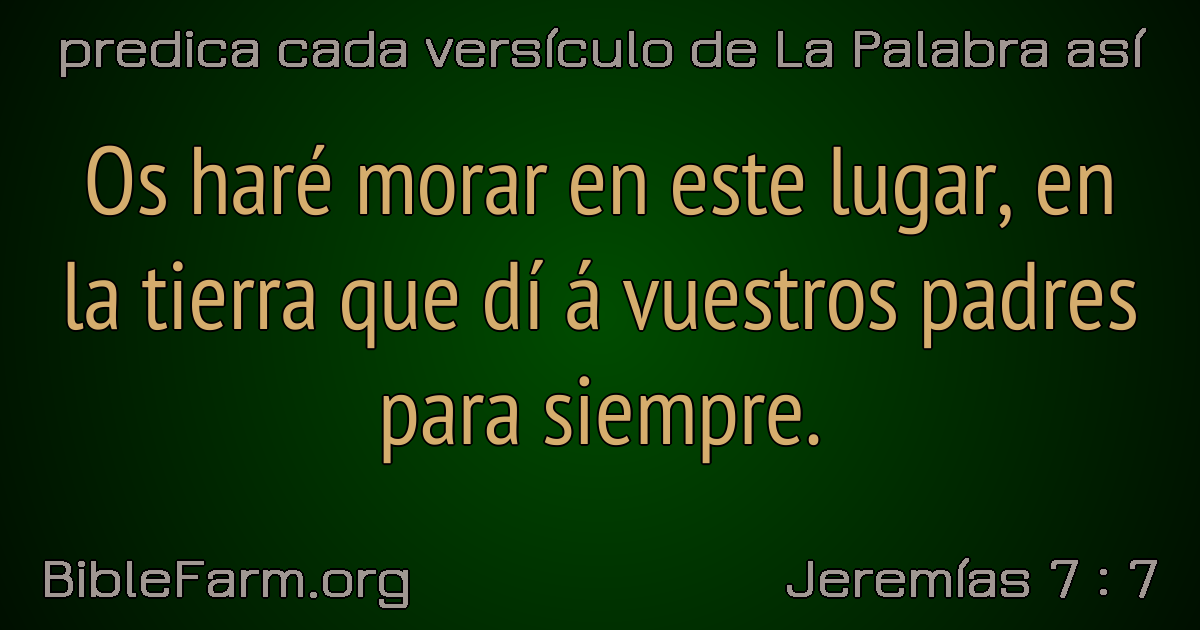 predica cada versículo de La Palabra así
Os haré morar en este lugar, en
la tierra que dí á vuestros padres
para siempre.
BibleFarm.org
Jeremías 7 : 7